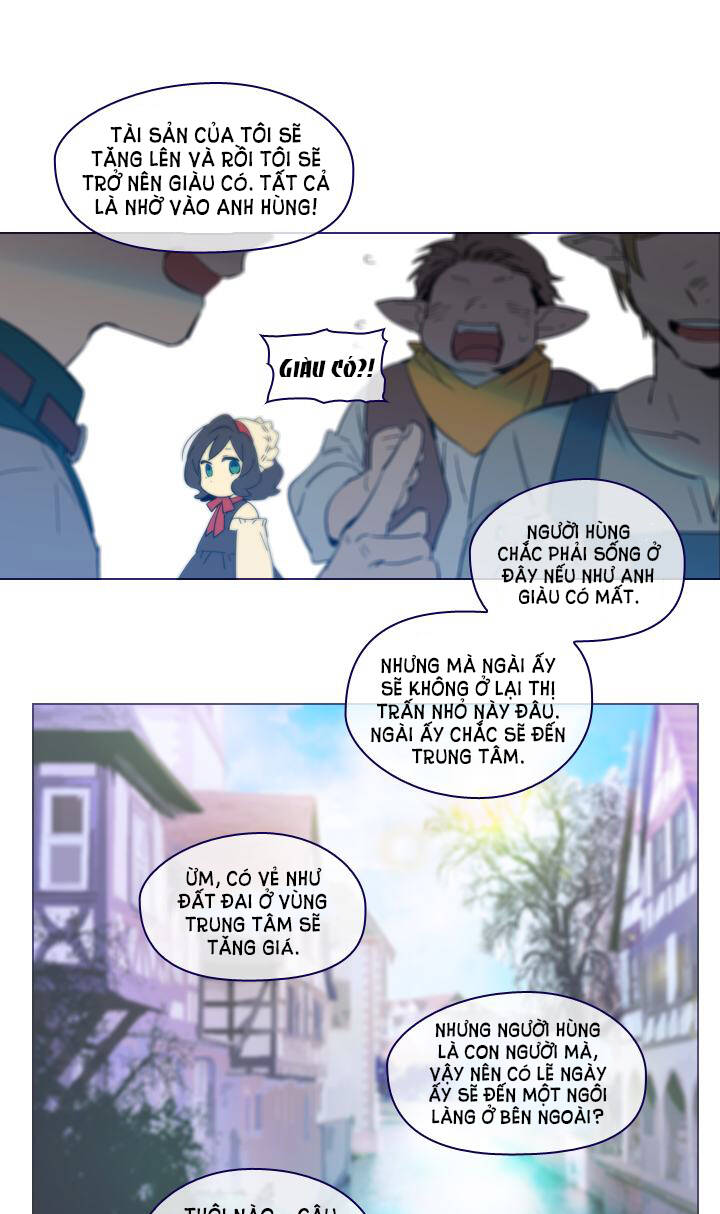 TÀI SẢN CỦA TÔI SẼ
TĂNG LÊN VÀ RỒI TÔI SẼ
TRỞ NÊN GIÀU CÓ. TẤT CẢ
LÀ NHỜ VÀO ANH HÙNG!
GIÀU CÓ?!
NGƯỜI HÙNG
CHẮC PHẢI SỐNG Ở
ĐÂY NẾU NHƯ ANH
GIÀU CÓ MẤT.
NHƯNG MÀ NGÀI ẤY
SẼ KHÔNG Ở LẠI THỊ
TRẤN NHỎ NÀY ĐÂU.
NGÀI ẤY CHẮC SẼ ĐẾN
TRUNG TÂM.
ỪM, CÓ VẺ NHƯ
ĐẤT ĐAI Ở VÙNG
TRUNG TÂM SẼ
TĂNG GIÁ.
NHƯNG NGƯỜI HÙNG
LÀ CON NGƯỜI MÀ,
VẬY NÊN CÓ LẼ NGÀY
ẤY SẼ ĐẾN MỘT NGÔI
LÀNG Ở BÊN NGOÀI?